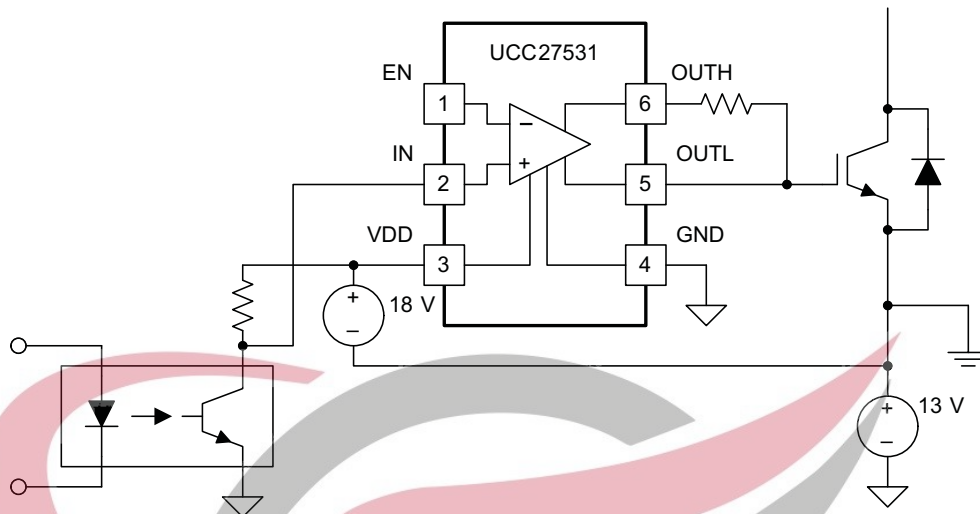 UCC27531
EN
OUTH
1
6
−
IN
+
OUTL
2
5
VDD
GND
3
4
+
18 V
−
+
13 V
−